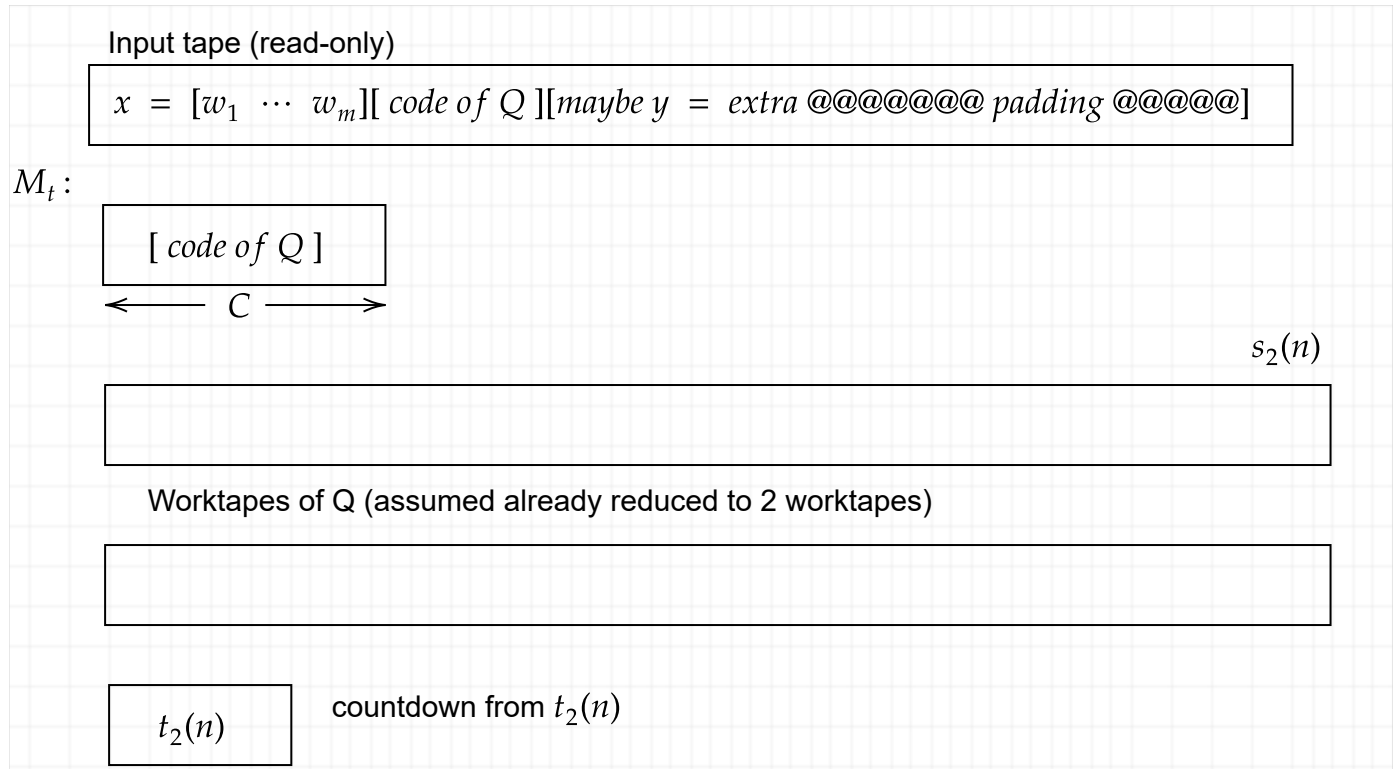 Input tape (read-only)
x = [w₁ ⋯ wₘ][ code of Q ][maybe y = extra @@@@@@@ padding @@@@@]
Mₜ :
[ code of Q ]
C
s₂(n)
Worktapes of Q (assumed already reduced to 2 worktapes)
t₂(n) countdown from t₂(n)